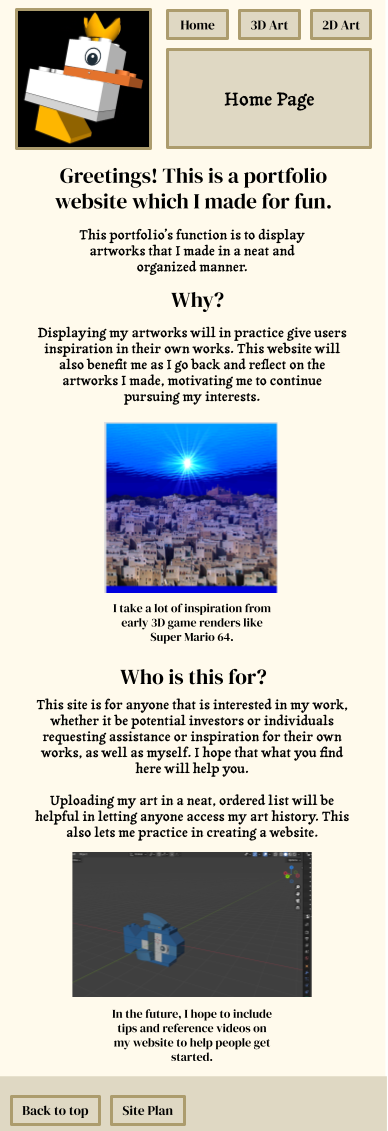 Home
3D Art
2D Art
Home Page
Greetings! This is a portfolio
website which I made for fun.
This portfolio's function is to display
artworks that I made in a neat and
organized manner.
Why?
Displaying my artworks will in practice give users
inspiration in their own works. This website will
also benefit me as I go back and reflect on the
artworks I made, motivating me to continue
pursuing my interests.
I take a lot of inspiration from
early 3D game renders like
Super Mario 64.
Who is this for?
This site is for anyone that is interested in my work,
whether it be potential investors or individuals
requesting assistance or inspiration for their own
works, as well as myself. I hope that what you find
here will help you.
Uploading my art in a neat, ordered list will be
helpful in letting anyone access my art history. This
also lets me practice in creating a website.
In the future, I hope to include
tips and reference videos on
my website to help people get
started.
Back to top
Site Plan